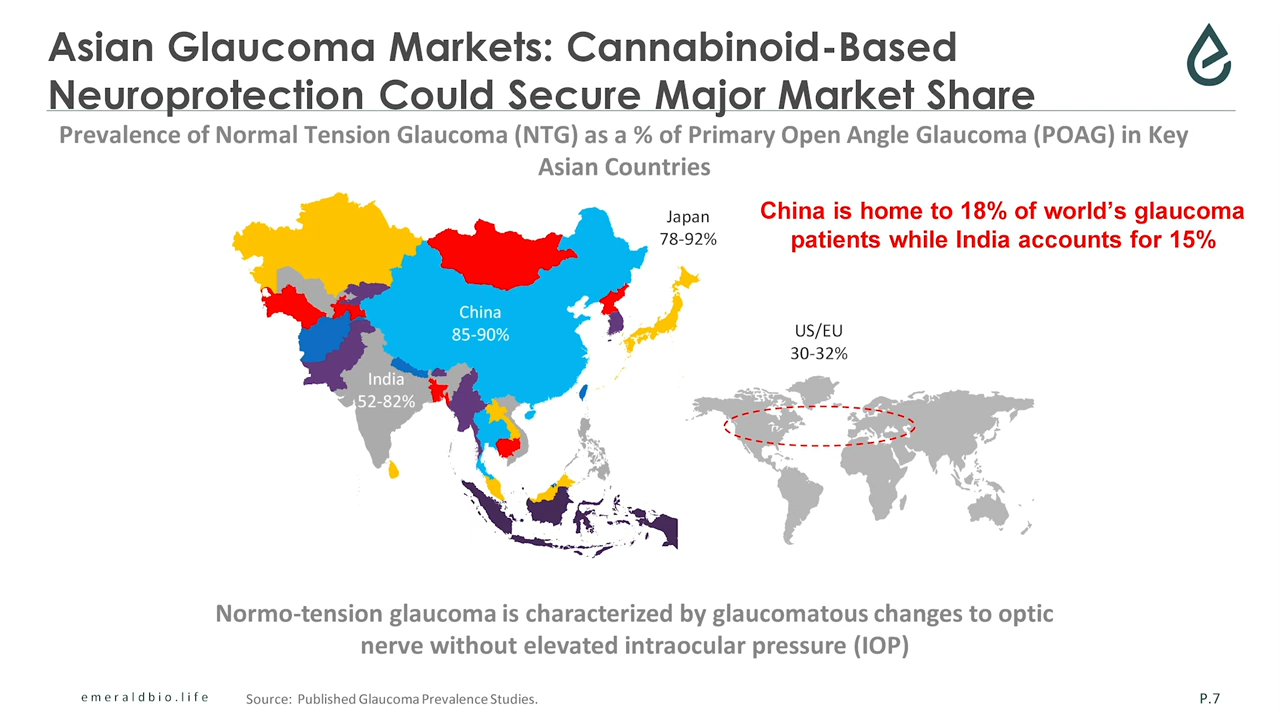 Asian Glaucoma Markets: Cannabinoid-Based
Neuroprotection Could Secure Major Market Share
Prevalence of Normal Tension Glaucoma (NTG) as a % of Primary Open Angle Glaucoma (POAG) in Key
Asian Countries
China is home to 18% of world’s glaucoma
patients while India accounts for 15%
Japan
78-92%
China
85-90%
India
52-82%
US/EU
30-32%
Normo-tension glaucoma is characterized by glaucomatous changes to optic
nerve without elevated intraocular pressure (IOP)
emeraldbio.life
Source: Published Glaucoma Prevalence Studies.
P.7